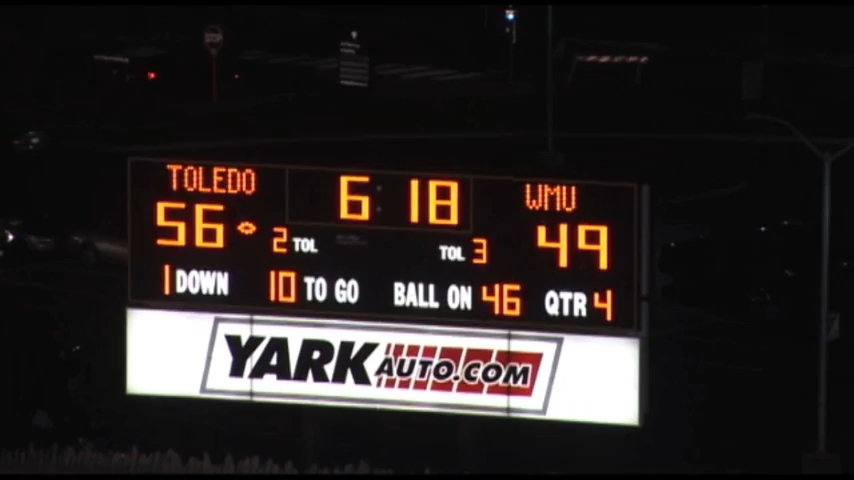 TOLEDO 6:18 WMU
56 2 TOL TOL 3 49
1 DOWN 10 TO GO BALL ON 46 QTR 4
YARKAUTO.COM